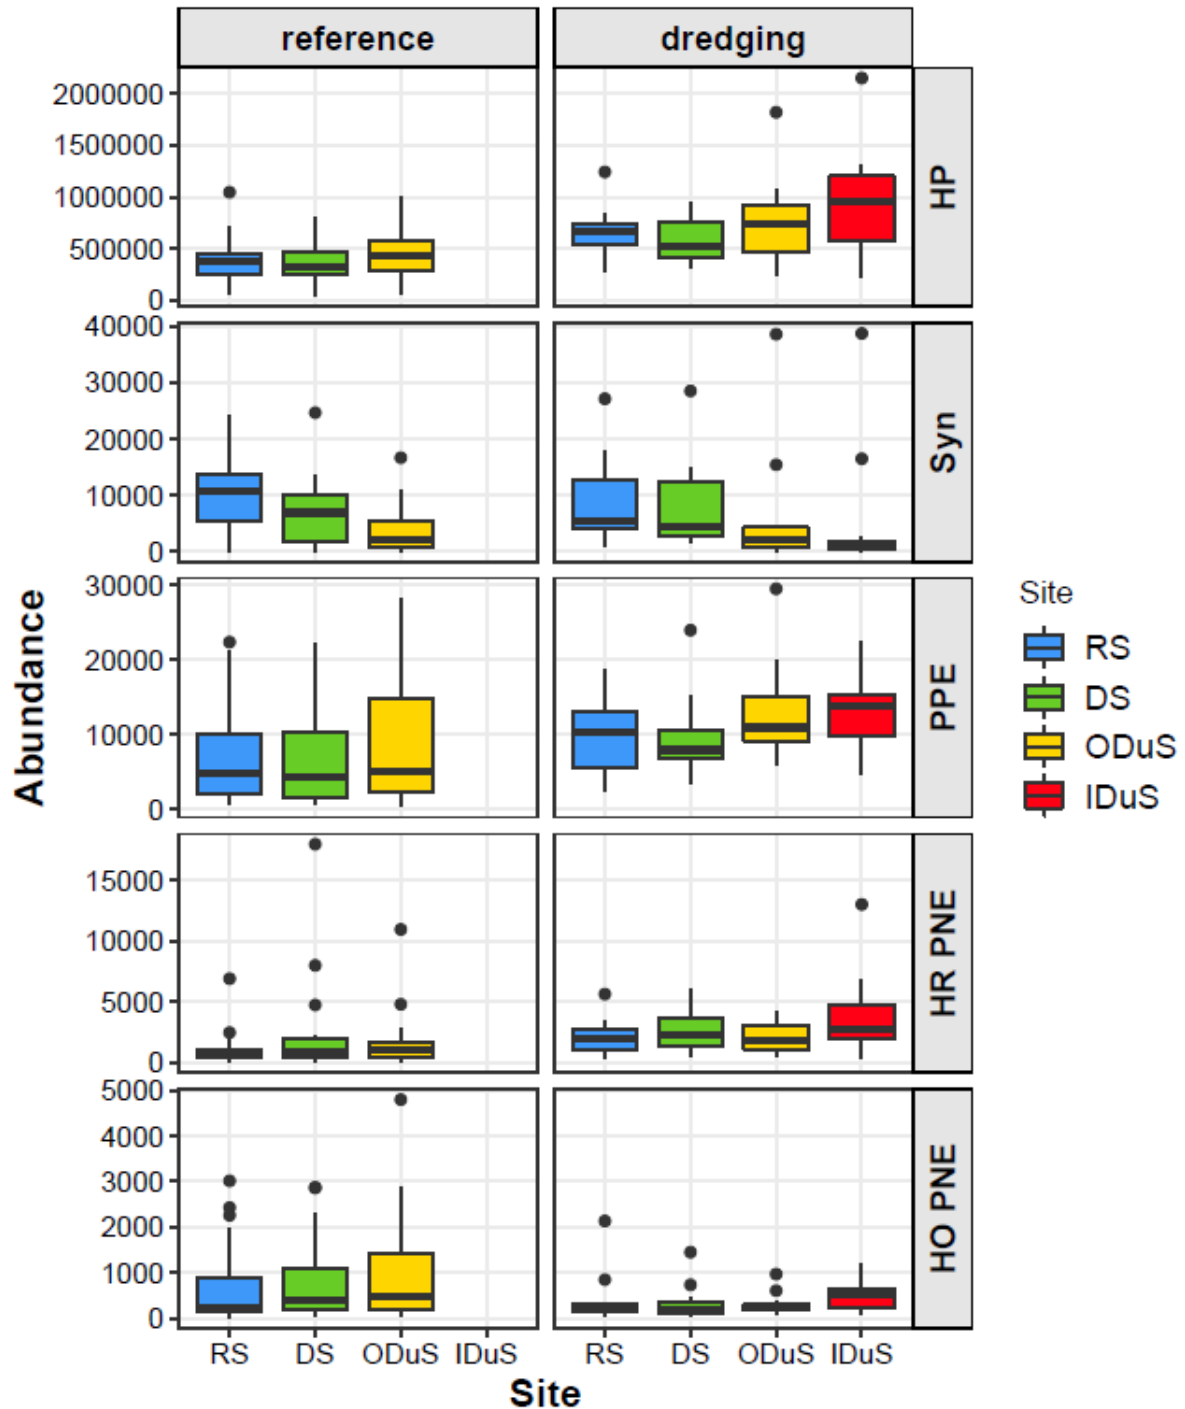 reference
dredging
2000000
1500000
1000000
500000
0
HP
40000
30000
20000
10000
0
Syn
30000
20000
10000
0
PPE
15000
10000
5000
0
HR PNE
5000
4000
3000
2000
1000
0
HO PNE
Abundance
RS DS ODuS IDuS
RS DS ODuS IDuS
Site
Site
RS
DS
ODuS
IDuS